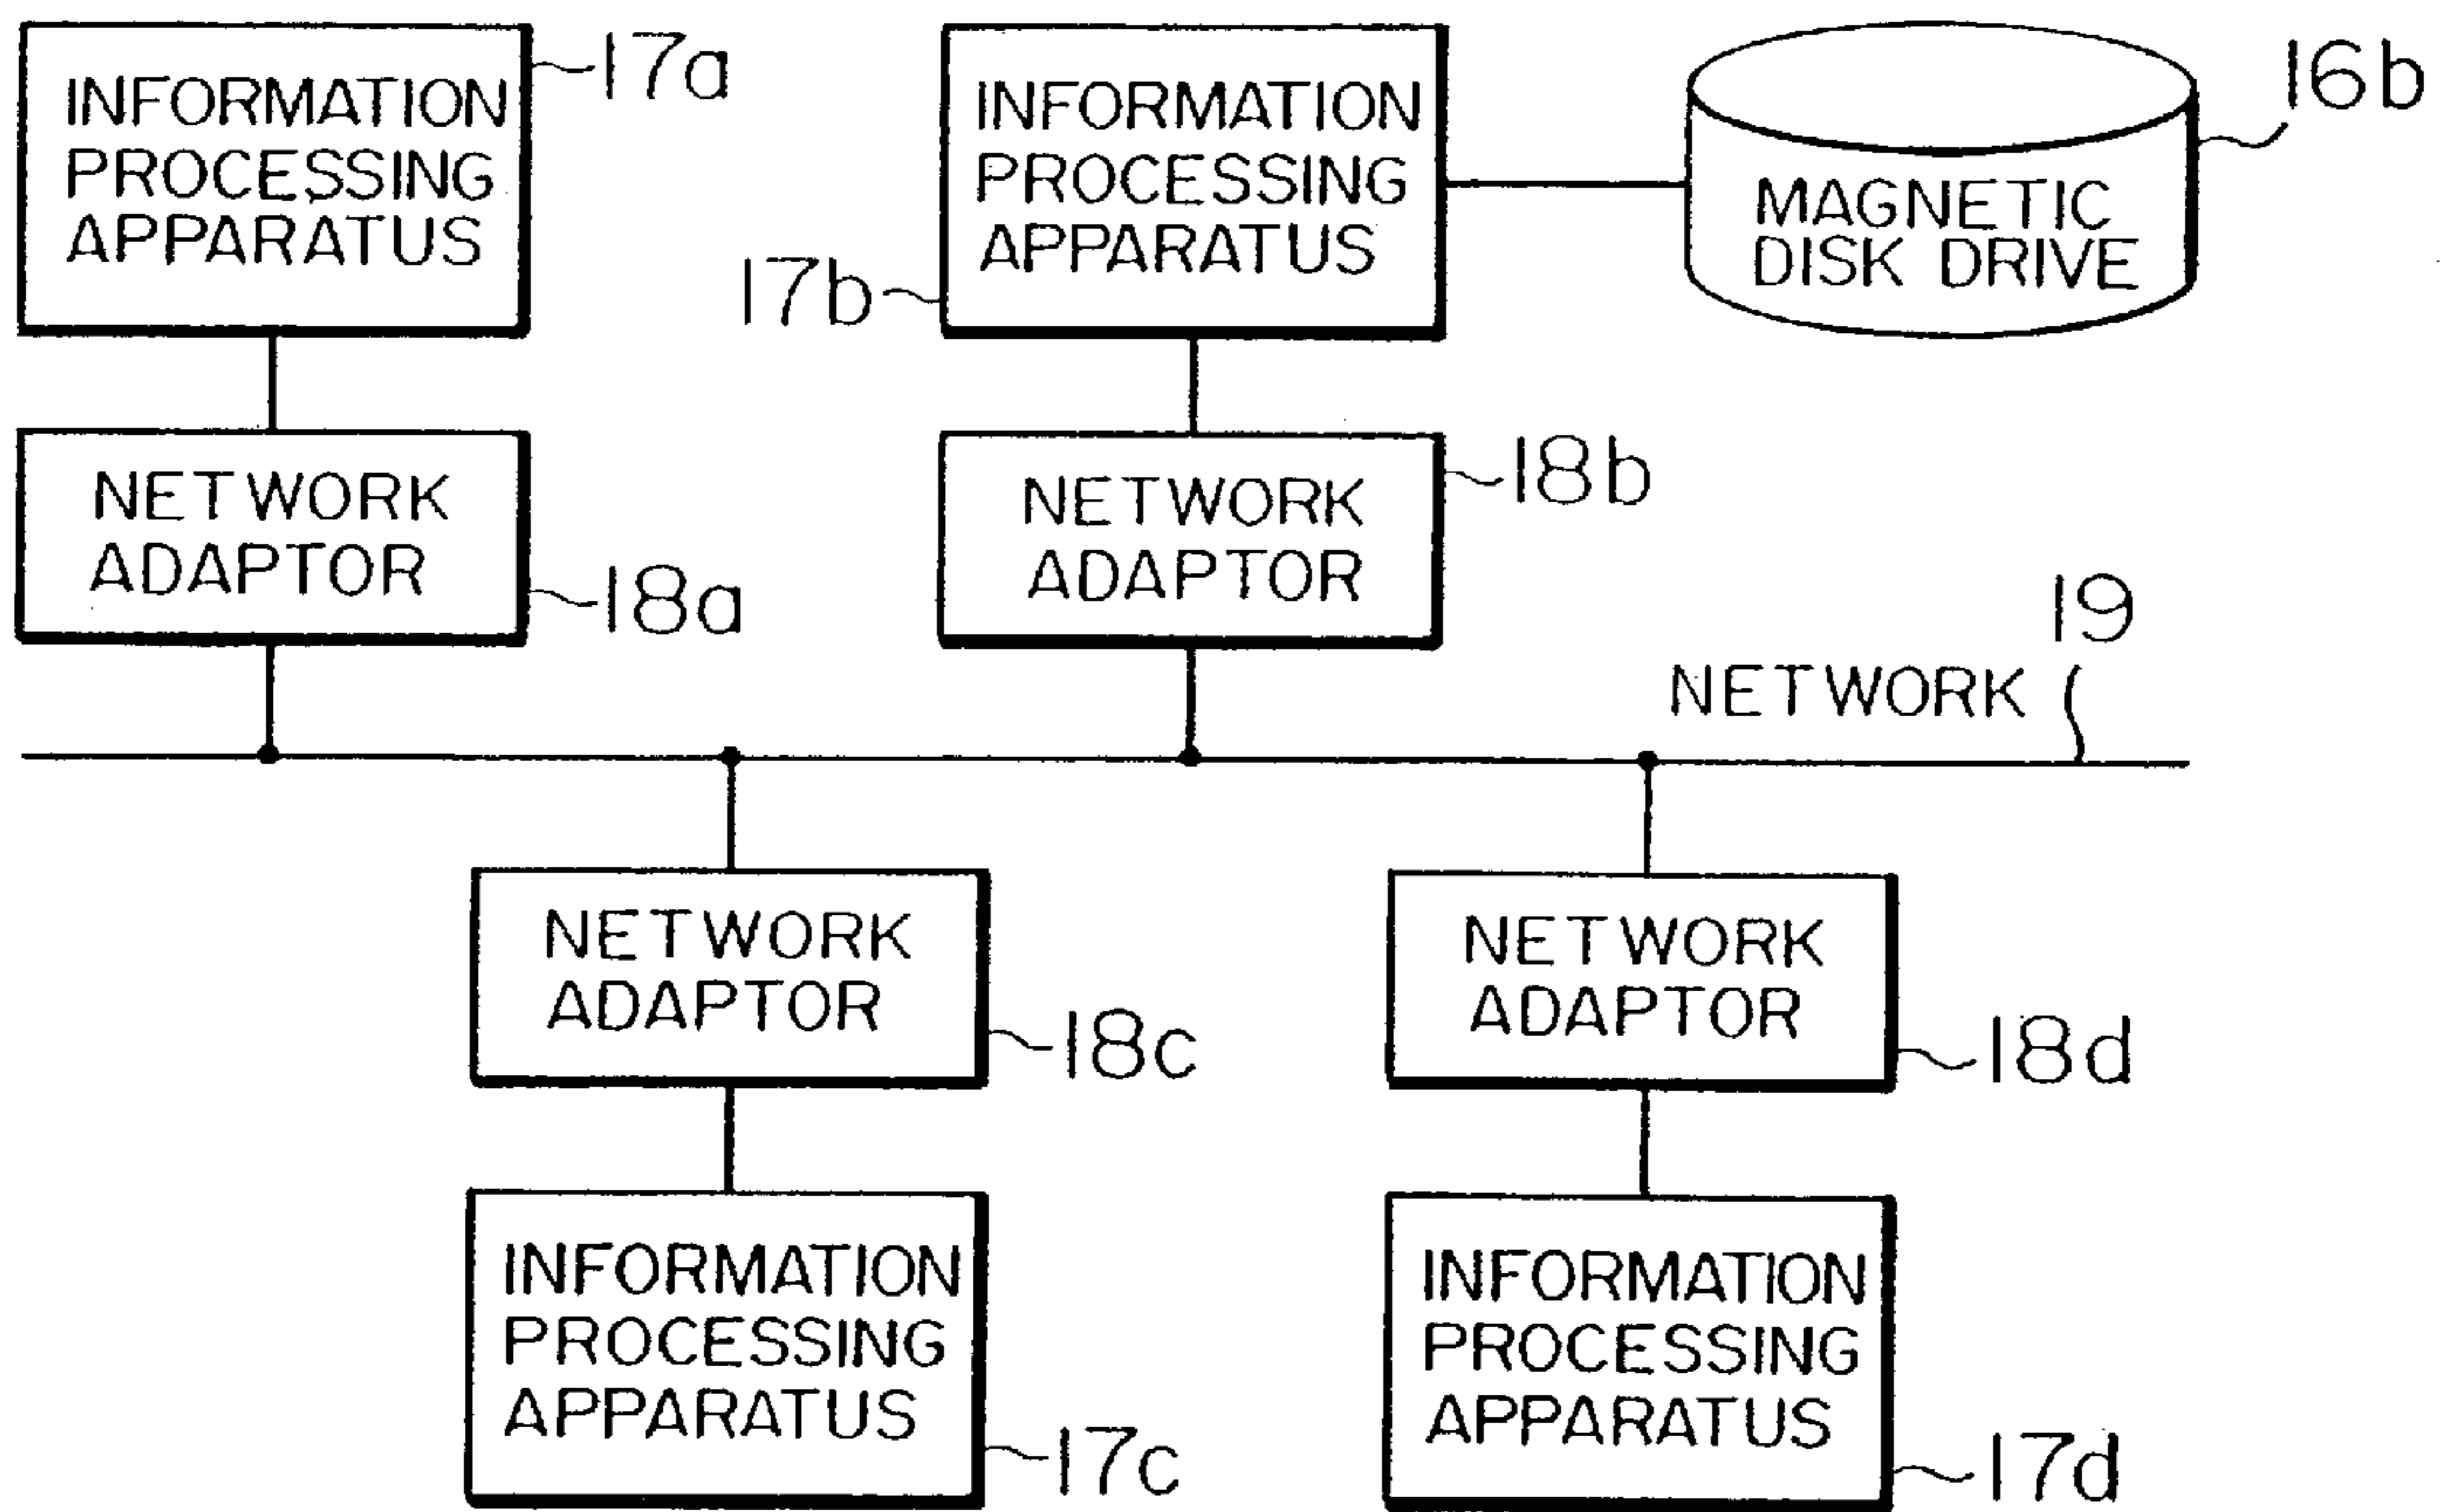 INFORMATION
PROCESSING
APPARATUS
17a
INFORMATION
PROCESSING
APPARATUS
17b
MAGNETIC
DISK DRIVE
16b
NETWORK
ADAPTOR
18a
NETWORK
ADAPTOR
18b
NETWORK
19
NETWORK
ADAPTOR
18c
NETWORK
ADAPTOR
18d
INFORMATION
PROCESSING
APPARATUS
17c
INFORMATION
PROCESSING
APPARATUS
17d